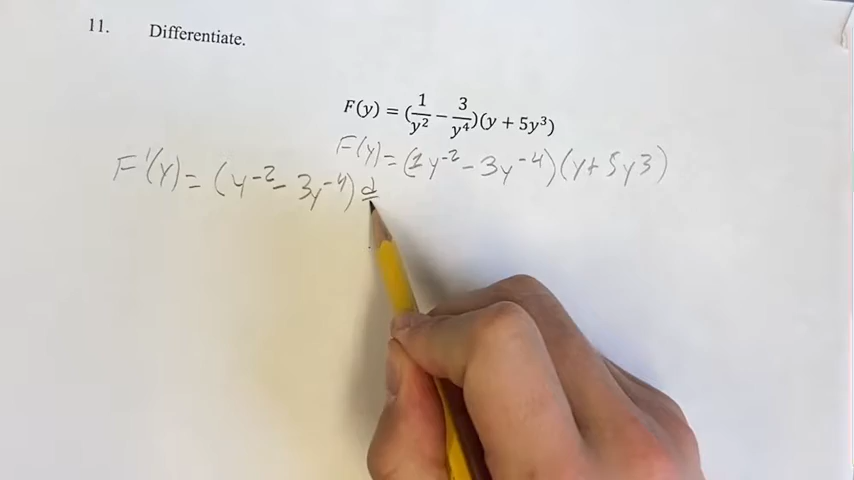 11. Differentiate.
F(y) = (1/y² − 3/y⁴)(y + 5y³)
F(y) = (1y⁻² − 3y⁻⁴)(y + 5y3)
F'(y) = (y⁻² − 3y⁻⁴) d